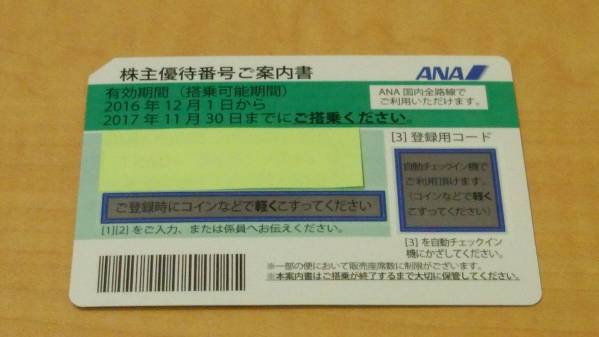 株主優待番号ご案内書
ANA
有効期間（搭乗可能期間）
2016年12月1日から
2017年11月30日までにご搭乗ください。
ANA国内全路線で
ご利用いただけます。
[3] 登録用コード
自動チェックイン機で
ご利用頂けます。
（コインなどで軽く
こすってください）
ご登録時にコインなどで軽くこすってください
[1][2]をご入力、または係員へお伝えください。
[3]を自動チェックイン
機にかざしてください。
※一部の便において販売座席数に制限がございます。
※本案内書はご搭乗が終了するまで大切に保管してください。